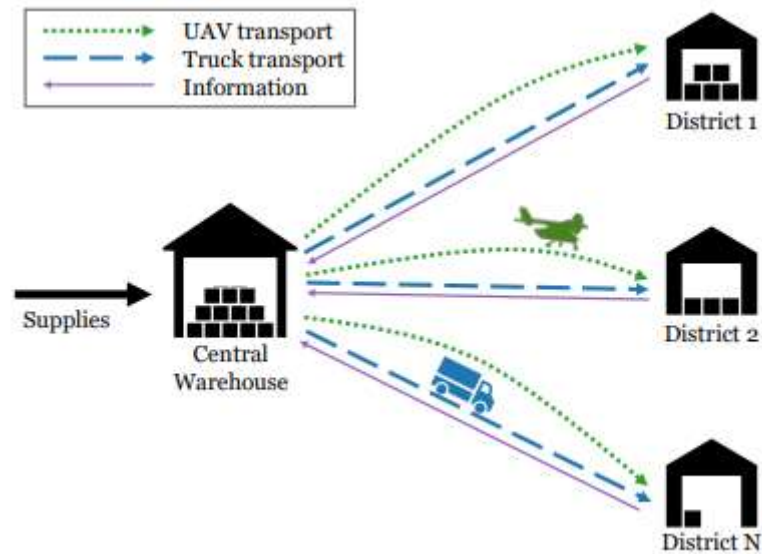 UAV transport
Truck transport
Information
District 1
Supplies
Central
Warehouse
District 2
District N